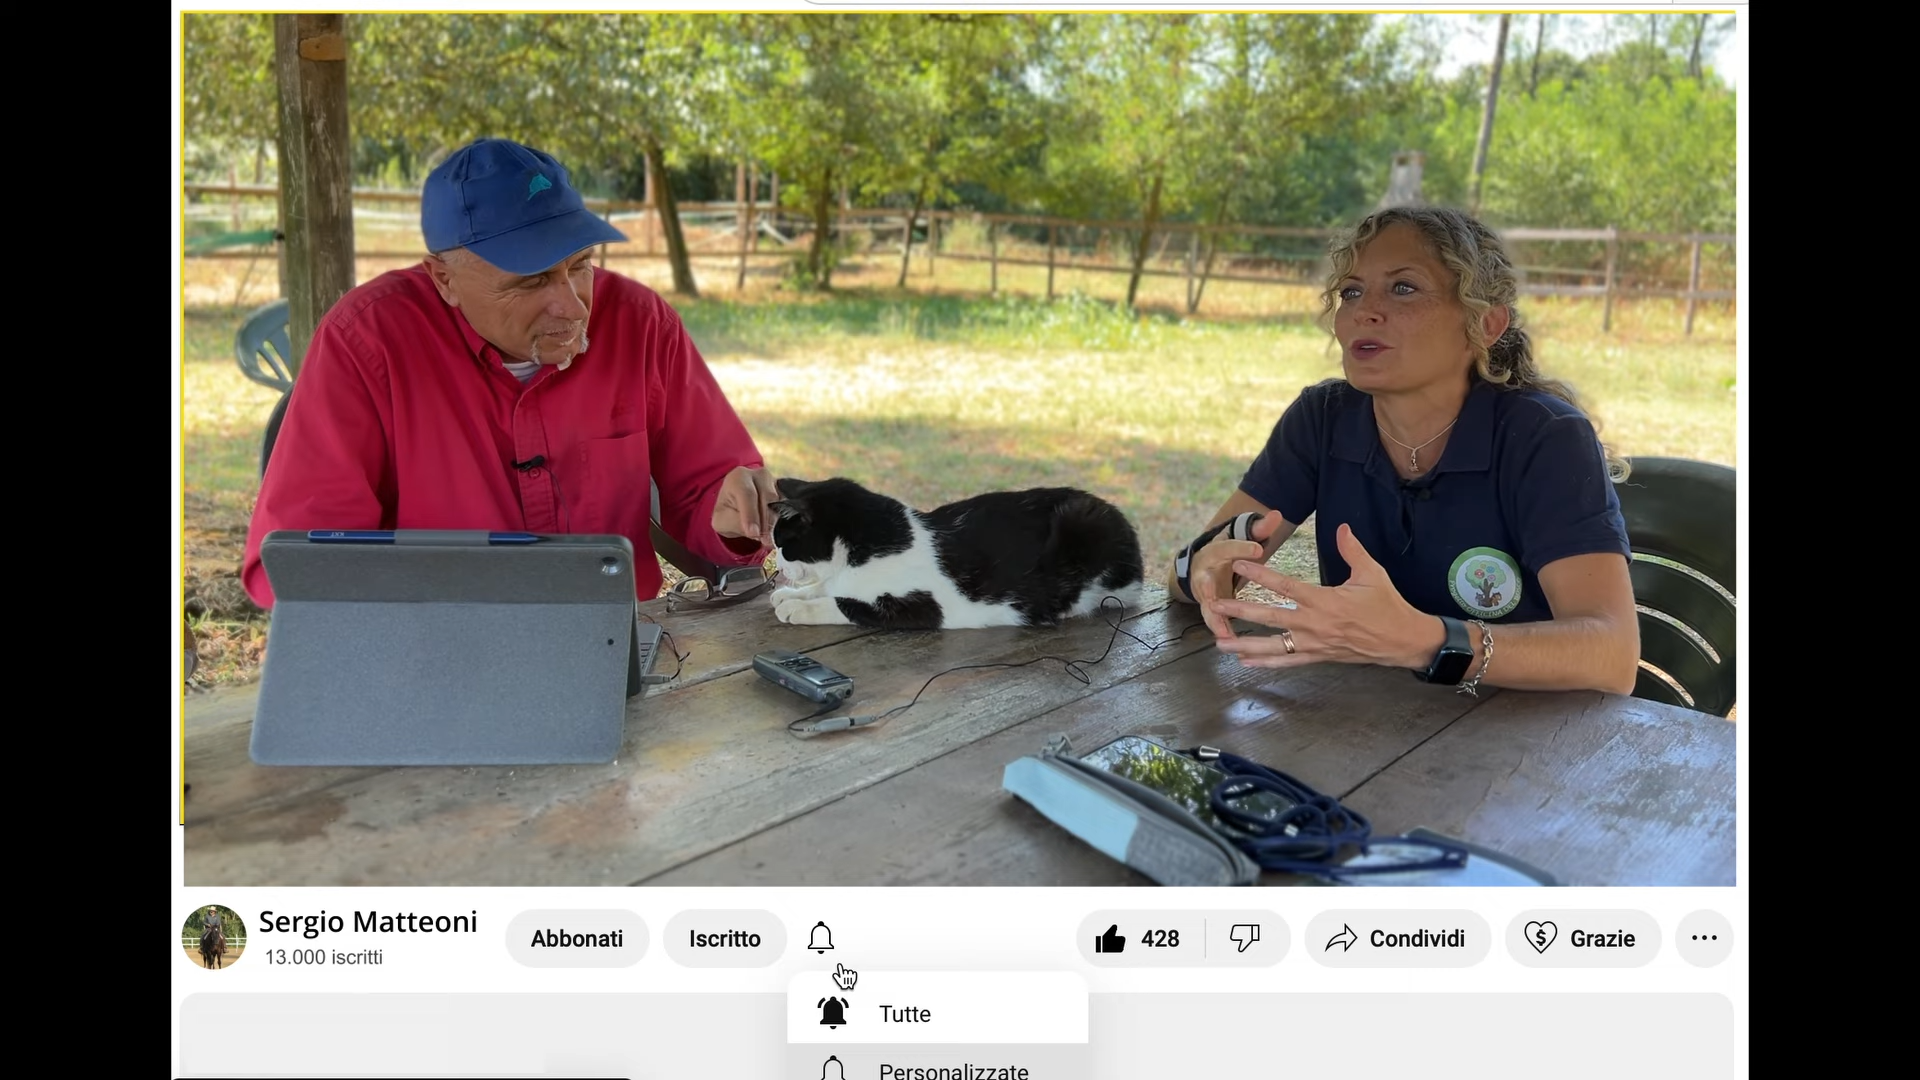 Sergio Matteoni
13.000 iscritti
Abbonati
Iscritto
428
Condividi
Grazie
Tutte
Personalizzate